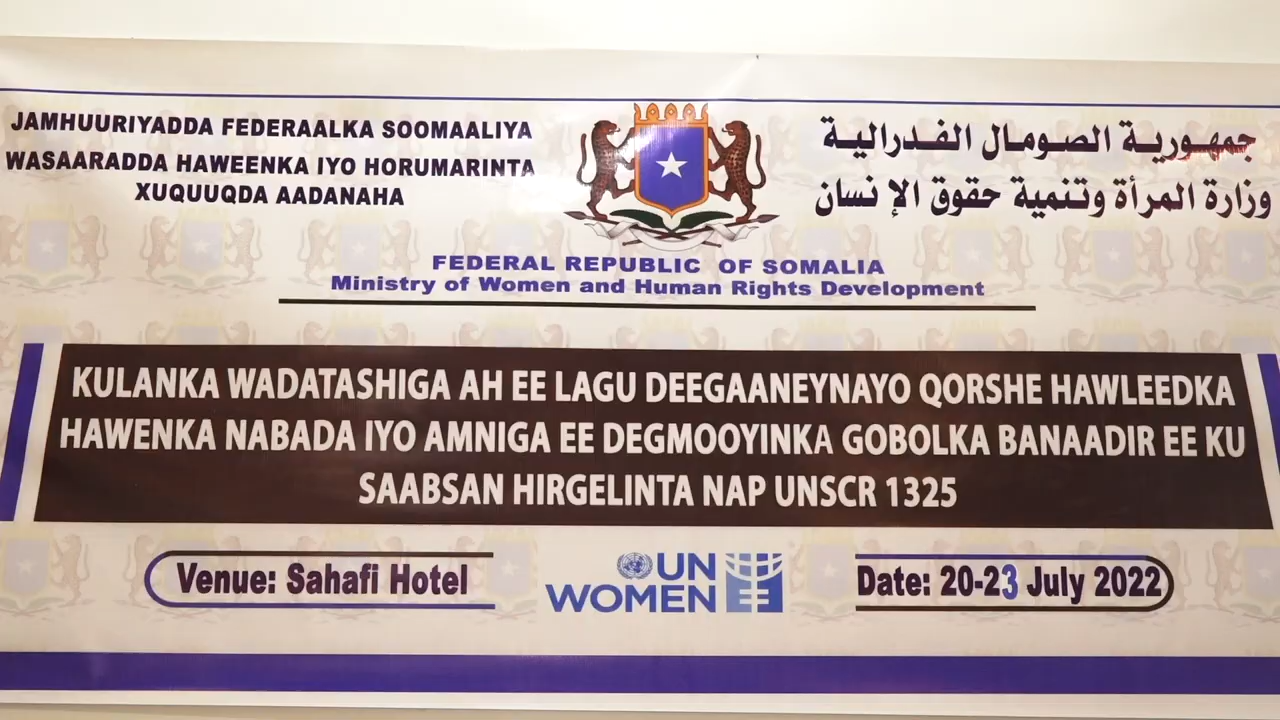 JAMHUURIYADDA FEDERAALKA SOOMAALIYA
WASAARADDA HAWEENKA IYO HORUMARINTA
XUQUUQDA AADANAHA
جمهورية الصومال الفدرالية
وزارة المرأة وتنمية حقوق الإنسان
FEDERAL REPUBLIC OF SOMALIA
Ministry of Women and Human Rights Development
KULANKA WADATASHIGA AH EE LAGU DEEGAANEYNAYO QORSHE HAWLEEDKA
HAWENKA NABADA IYO AMNIGA EE DEGMOOYINKA GOBOLKA BANAADIR EE KU
SAABSAN HIRGELINTA NAP UNSCR 1325
Venue: Sahafi Hotel
UN
WOMEN
Date: 20-23 July 2022